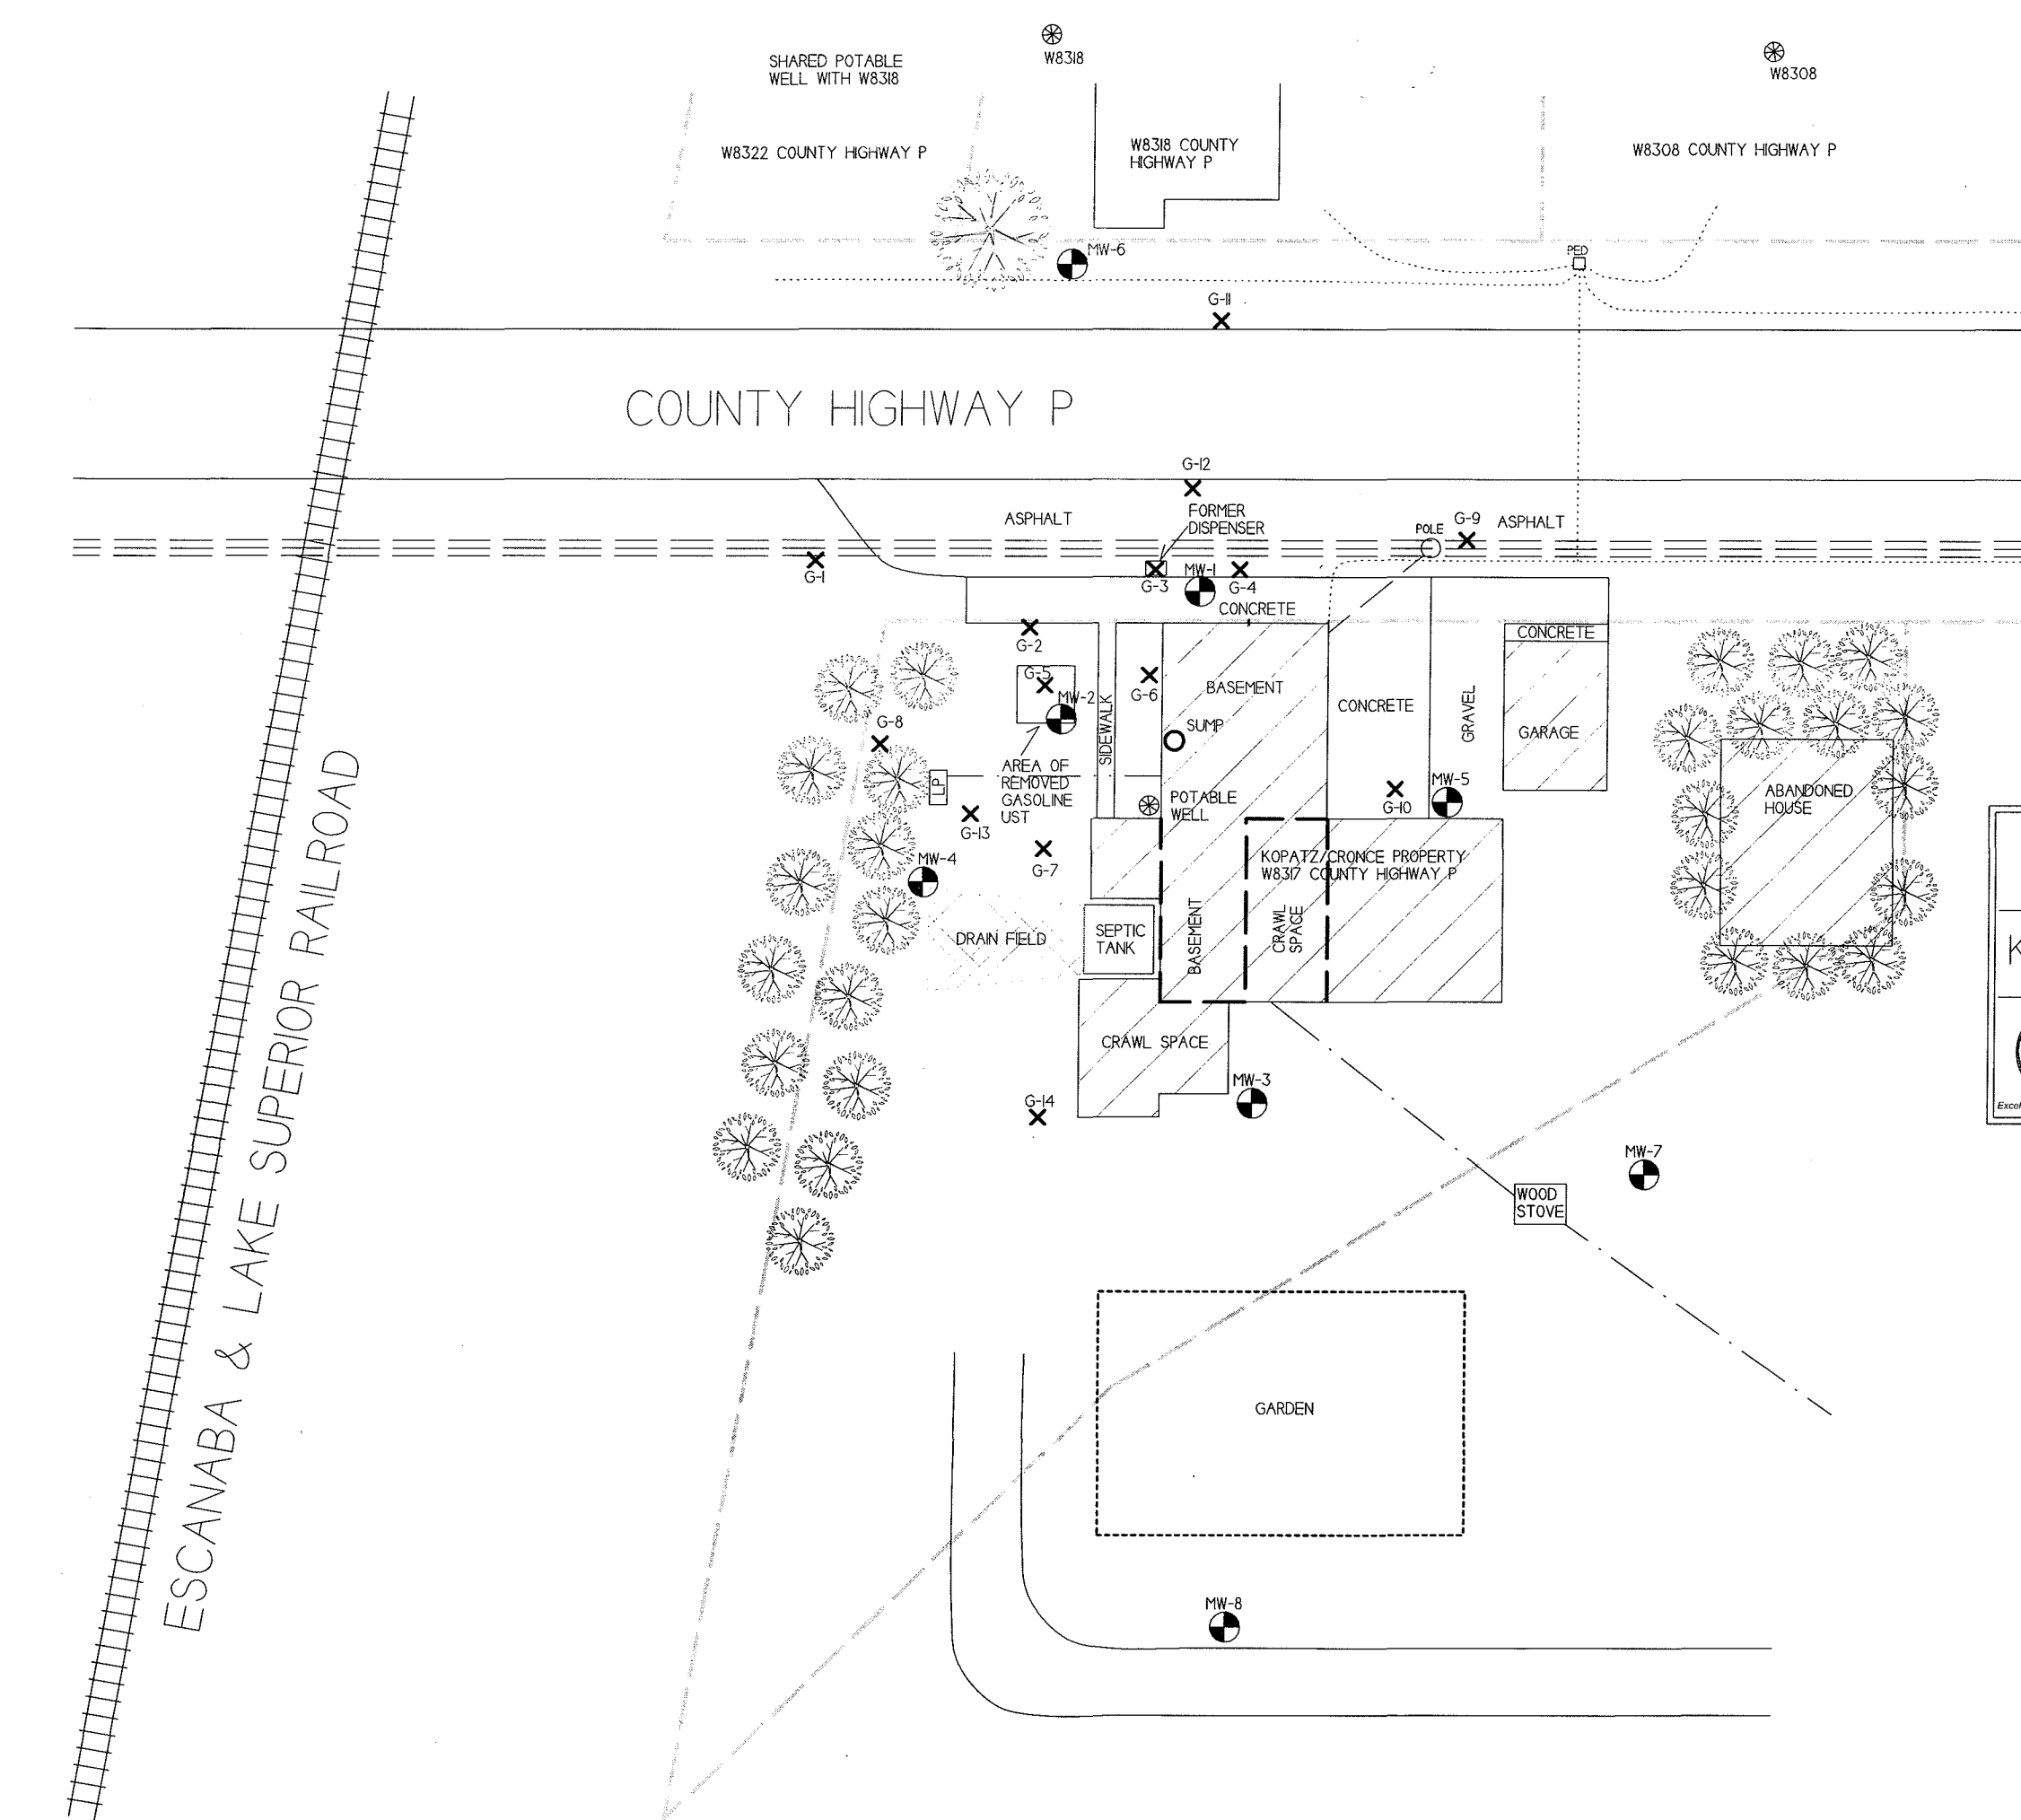 W8318
SHARED POTABLE
WELL WITH W8318
W8308
W8322 COUNTY HIGHWAY P
W8318 COUNTY
HIGHWAY P
W8308 COUNTY HIGHWAY P
MW-6
PED
G-11
COUNTY HIGHWAY P
G-12
FORMER
DISPENSER
ASPHALT
POLE
G-9
ASPHALT
G-1
G-3
MW-1
G-4
CONCRETE
G-2
CONCRETE
G-5
MW-2
G-6
BASEMENT
SIDEWALK
SUMP
CONCRETE
GRAVEL
GARAGE
G-8
LP
AREA OF
REMOVED
GASOLINE
UST
POTABLE
WELL
G-10
MW-5
ABANDONED
HOUSE
G-13
G-7
MW-4
KOPATZ/CRONCE PROPERTY
W8317 COUNTY HIGHWAY P
DRAIN FIELD
SEPTIC
TANK
BASEMENT
CRAWL
SPACE
K
CRAWL SPACE
MW-3
G-14
Excel
MW-7
WOOD
STOVE
ESCANABA & LAKE SUPERIOR RAILROAD
GARDEN
MW-8